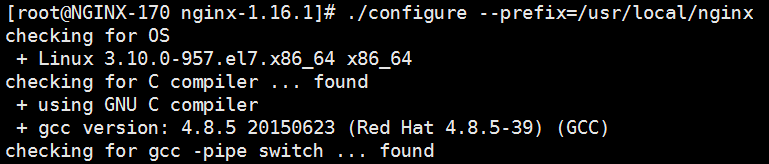 [root@NGINX-170 nginx-1.16.1]# ./configure --prefix=/usr/local/nginx
checking for OS
+ Linux 3.10.0-957.el7.x86_64 x86_64
checking for C compiler ... found
+ using GNU C compiler
+ gcc version: 4.8.5 20150623 (Red Hat 4.8.5-39) (GCC)
checking for gcc -pipe switch ... found